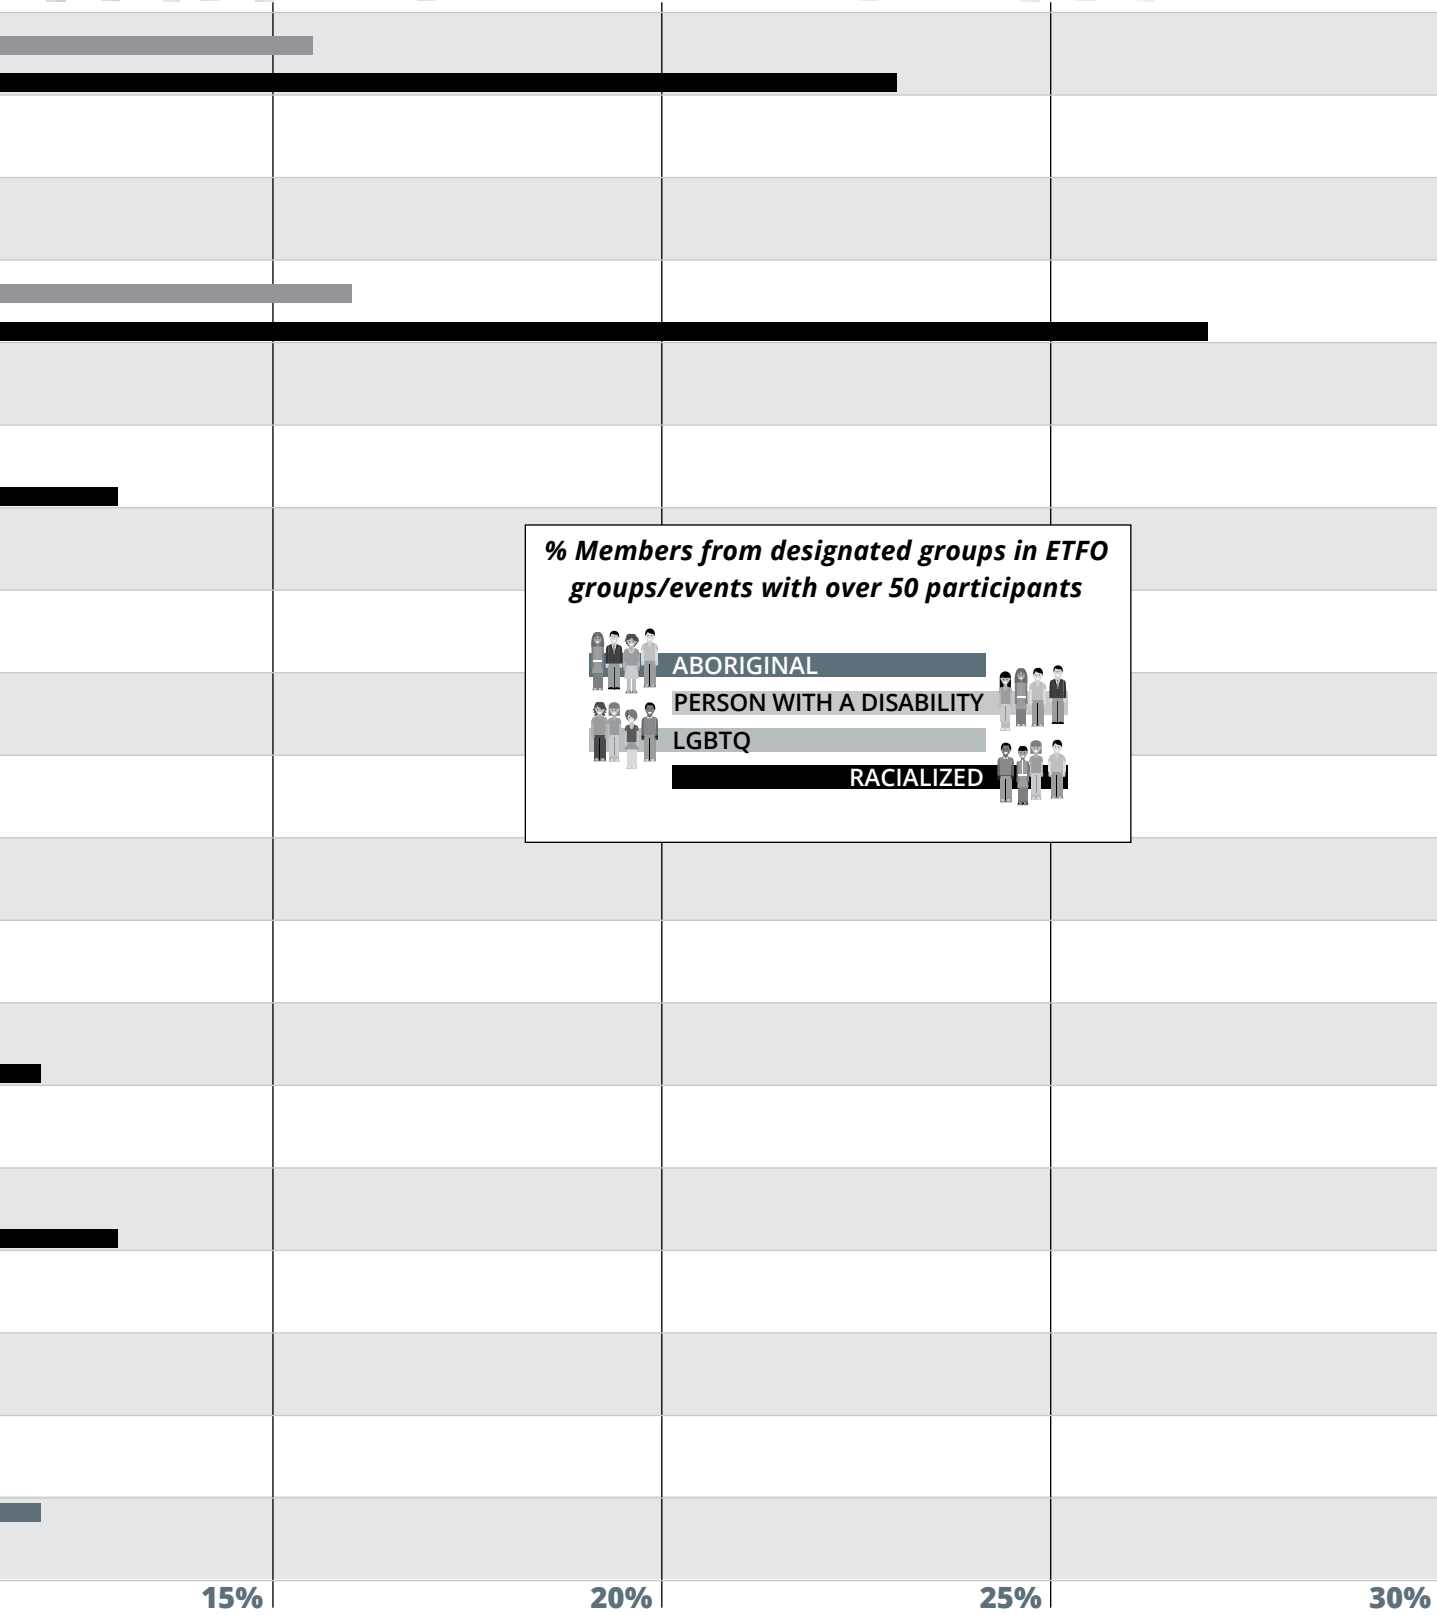 % Members from designated groups in ETFO
groups/events with over 50 participants
ABORIGINAL
PERSON WITH A DISABILITY
LGBTQ
RACIALIZED
15% 20% 25% 30%